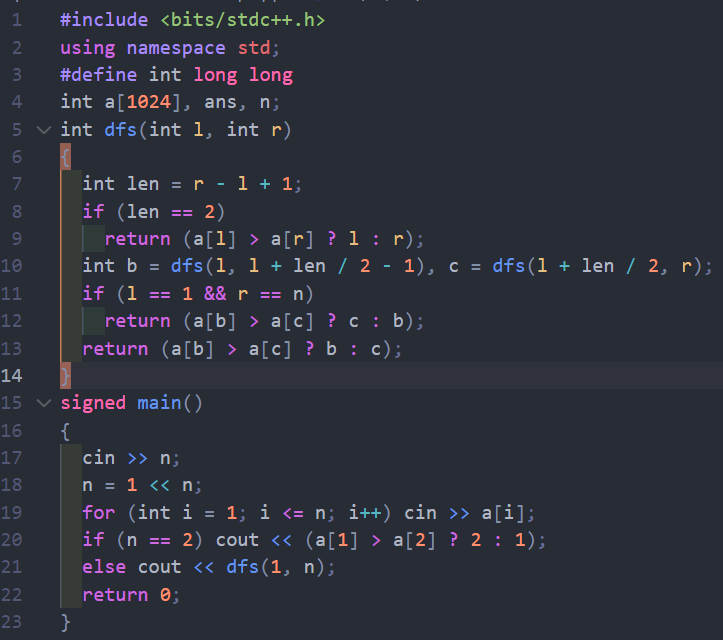 1 #include <bits/stdc++.h>
2 using namespace std;
3 #define int long long
4 int a[1024], ans, n;
5 int dfs(int l, int r)
6 {
7 int len = r - l + 1;
8 if (len == 2)
9 return (a[l] > a[r] ? l : r);
10 int b = dfs(l, l + len / 2 - 1), c = dfs(l + len / 2, r);
11 if (l == 1 && r == n)
12 return (a[b] > a[c] ? c : b);
13 return (a[b] > a[c] ? b : c);
14 }
15 signed main()
16 {
17 cin >> n;
18 n = 1 << n;
19 for (int i = 1; i <= n; i++) cin >> a[i];
20 if (n == 2) cout << (a[1] > a[2] ? 2 : 1);
21 else cout << dfs(1, n);
22 return 0;
23 }